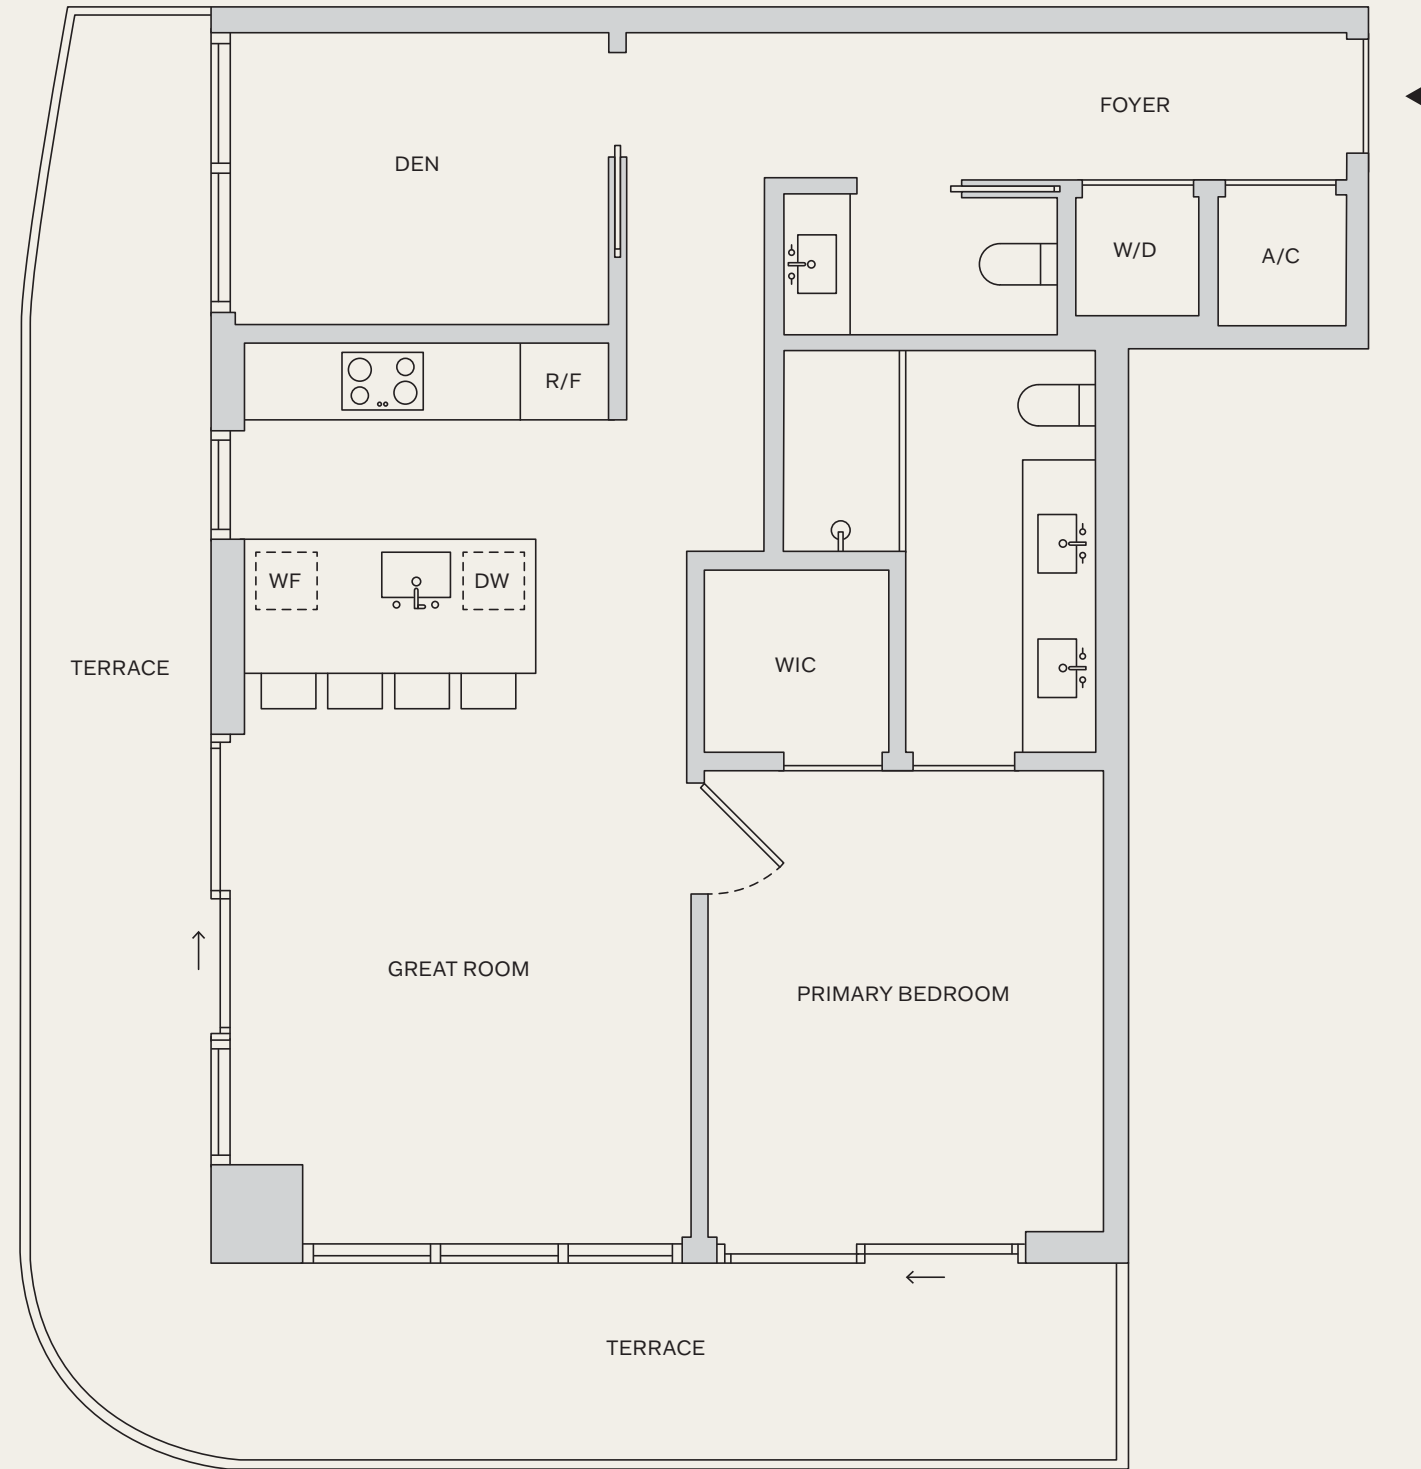 FOYER
DEN
W/D
A/C
R/F
WF
DW
TERRACE
WIC
GREAT ROOM
PRIMARY BEDROOM
TERRACE